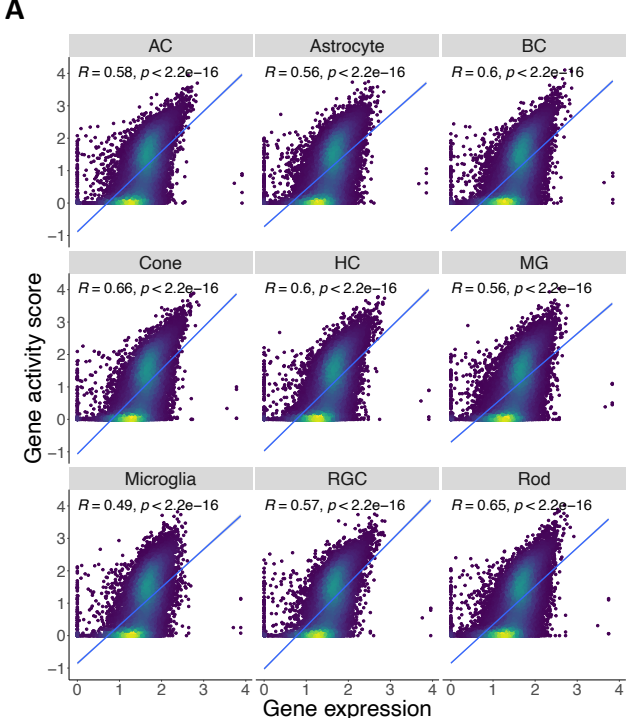 A
AC Astrocyte BC
R = 0.58, p < 2.2e−16 R = 0.56, p < 2.2e−16 R = 0.6, p < 2.2e−16
4
3
2
1
0
−1
Cone HC MG
R = 0.66, p < 2.2e−16 R = 0.6, p < 2.2e−16 R = 0.56, p < 2.2e−16
4
3
2
1
0
−1
Gene activity score
Microglia RGC Rod
R = 0.49, p < 2.2e−16 R = 0.57, p < 2.2e−16 R = 0.65, p < 2.2e−16
4
3
2
1
0
−1
0 1 2 3 4 0 1 2 3 4 0 1 2 3 4
Gene expression